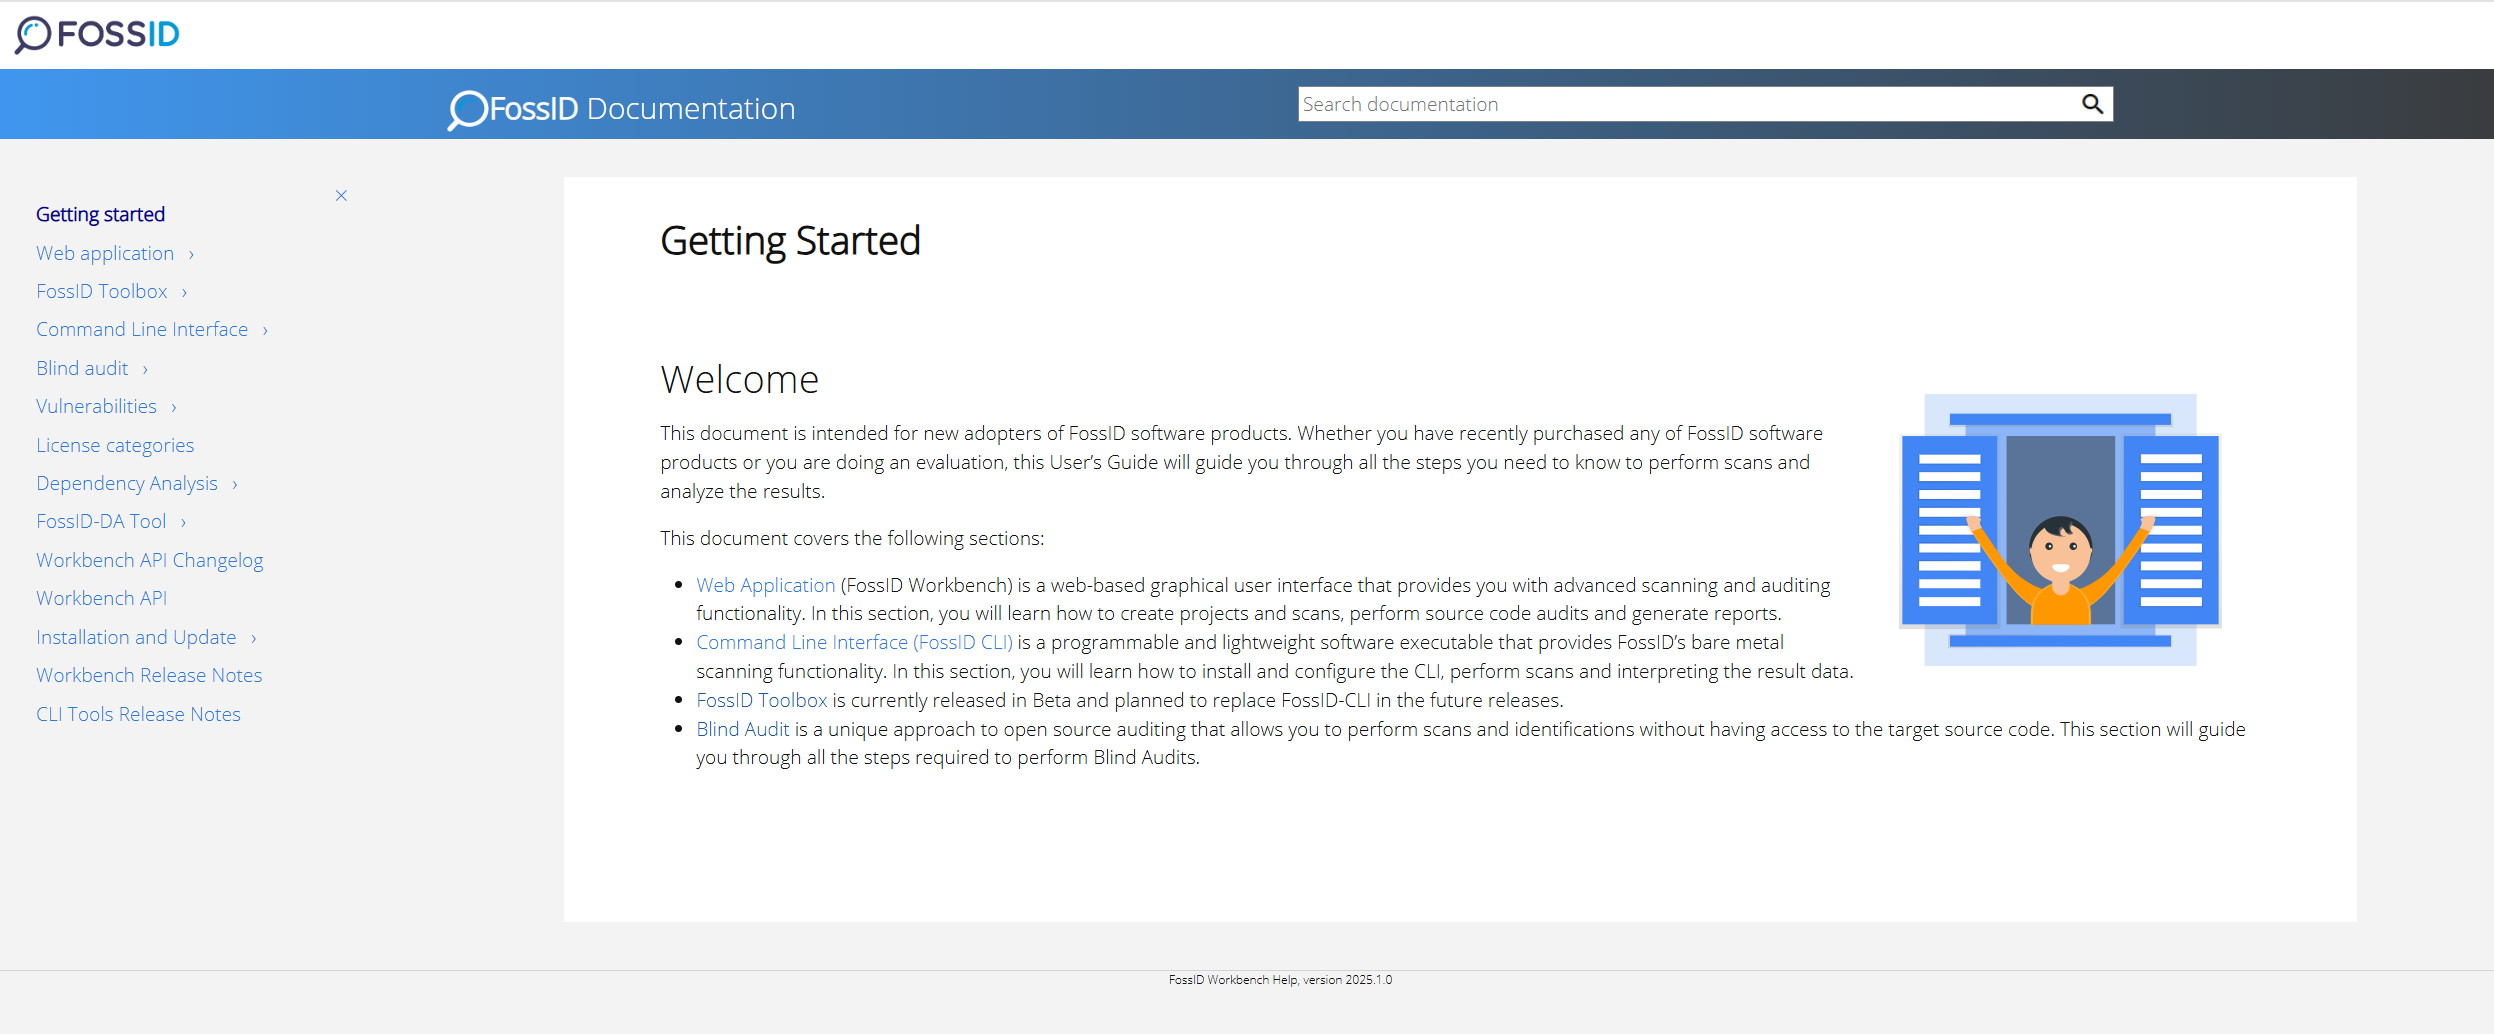 FOSSID
FossID Documentation
Search documentation
Getting started
Web application ›
FossID Toolbox ›
Command Line Interface ›
Blind audit ›
Vulnerabilities ›
License categories
Dependency Analysis ›
FossID-DA Tool ›
Workbench API Changelog
Workbench API
Installation and Update ›
Workbench Release Notes
CLI Tools Release Notes
Getting Started
Welcome
This document is intended for new adopters of FossID software products. Whether you have recently purchased any of FossID software
products or you are doing an evaluation, this User’s Guide will guide you through all the steps you need to know to perform scans and
analyze the results.
This document covers the following sections:
• Web Application (FossID Workbench) is a web-based graphical user interface that provides you with advanced scanning and auditing
functionality. In this section, you will learn how to create projects and scans, perform source code audits and generate reports.
• Command Line Interface (FossID CLI) is a programmable and lightweight software executable that provides FossID’s bare metal
scanning functionality. In this section, you will learn how to install and configure the CLI, perform scans and interpreting the result data.
• FossID Toolbox is currently released in Beta and planned to replace FossID-CLI in the future releases.
• Blind Audit is a unique approach to open source auditing that allows you to perform scans and identifications without having access to the target source code. This section will guide
you through all the steps required to perform Blind Audits.
FossID Workbench Help, version 2025.1.0